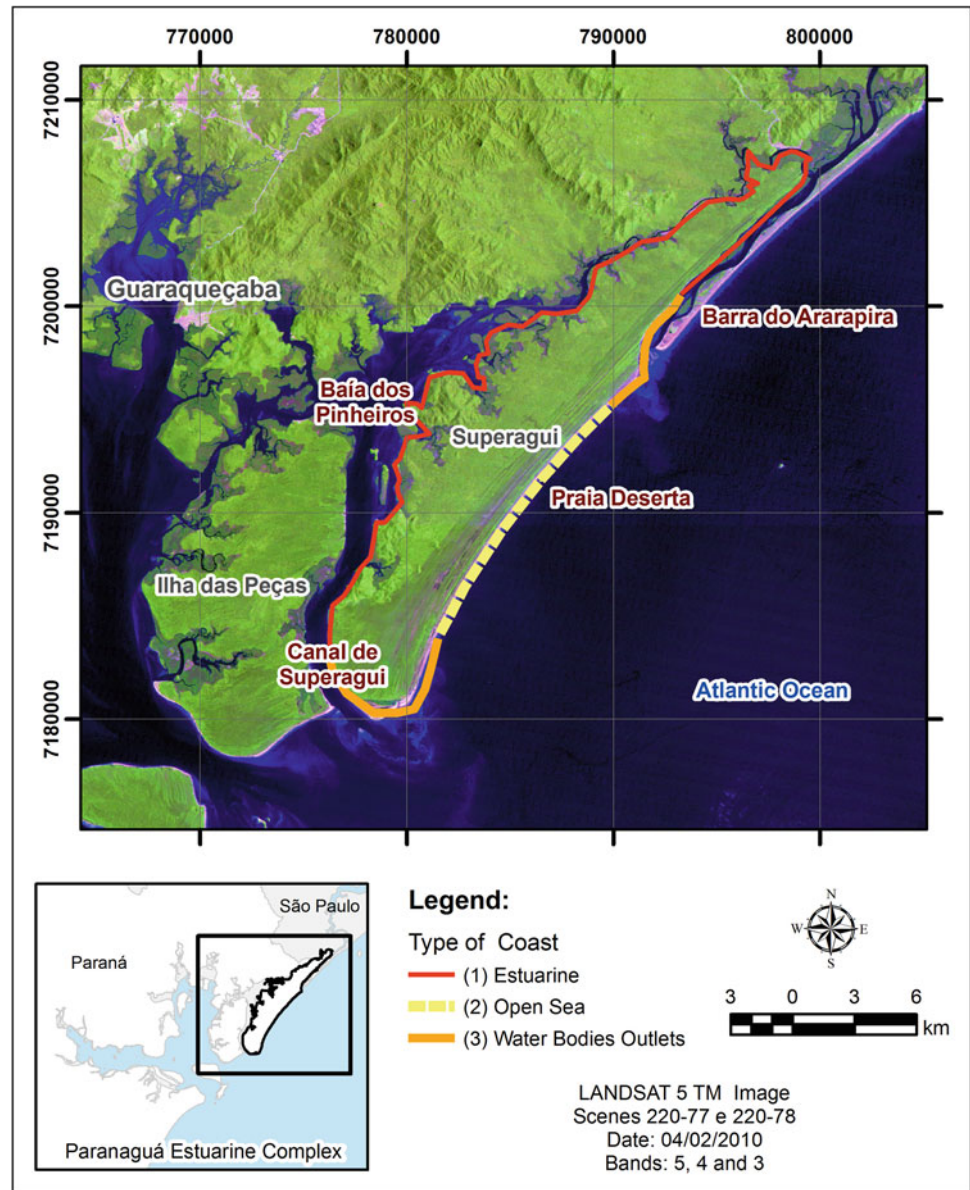 770000 780000 790000 800000
7210000
7200000
7190000
7180000
Guaraqueçaba
Barra do Ararapira
Baía dos
Pinheiros
Superagui
Praia Deserta
Ilha das Peças
Canal de
Superagui
Atlantic Ocean
São Paulo
Paraná
Paranaguá Estuarine Complex
Legend:
Type of Coast
(1) Estuarine
(2) Open Sea
(3) Water Bodies Outlets
N
W E
S
3 0 3 6
km
LANDSAT 5 TM Image
Scenes 220-77 e 220-78
Date: 04/02/2010
Bands: 5, 4 and 3